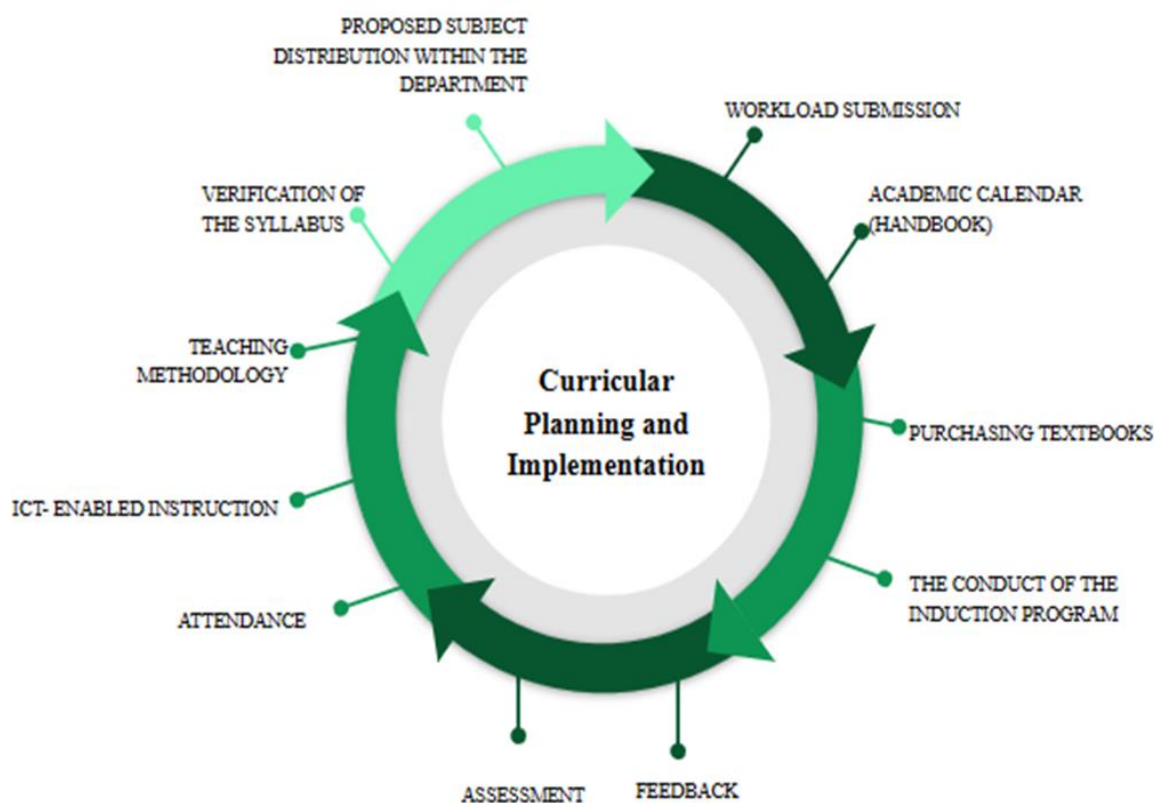 PROPOSED SUBJECT
DISTRIBUTION WITHIN THE
DEPARTMENT
WORKLOAD SUBMISSION
ACADEMIC CALENDAR
(HANDBOOK)
PURCHASING TEXTBOOKS
THE CONDUCT OF THE
INDUCTION PROGRAM
FEEDBACK
ASSESSMENT
ATTENDANCE
ICT- ENABLED INSTRUCTION
TEACHING
METHODOLOGY
VERIFICATION OF
THE SYLLABUS
Curricular
Planning and
Implementation